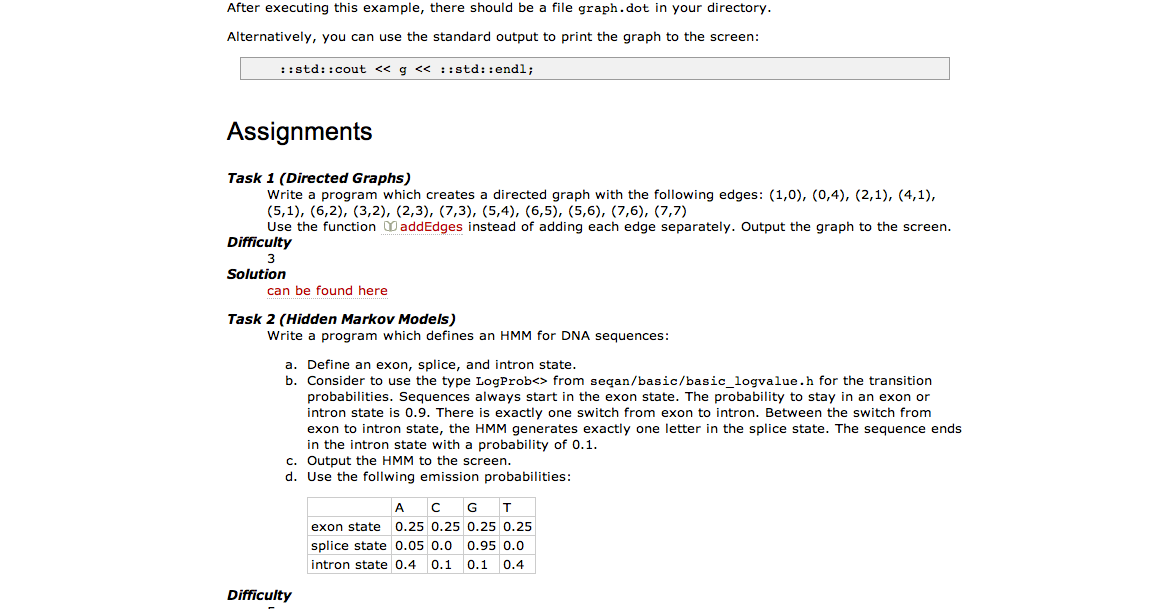 After executing this example, there should be a file graph.dot in your directory.
Alternatively, you can use the standard output to print the graph to the screen:
::std::cout << g << ::std::endl;
Assignments
Task 1 (Directed Graphs)
Write a program which creates a directed graph with the following edges: (1,0), (0,4), (2,1), (4,1),
(5,1), (6,2), (3,2), (2,3), (7,3), (5,4), (6,5), (5,6), (7,6), (7,7)
Use the function addEdges instead of adding each edge separately. Output the graph to the screen.
Difficulty
3
Solution
can be found here
Task 2 (Hidden Markov Models)
Write a program which defines an HMM for DNA sequences:
a. Define an exon, splice, and intron state.
b. Consider to use the type LogProb<> from seqan/basic/basic_logvalue.h for the transition
probabilities. Sequences always start in the exon state. The probability to stay in an exon or
intron state is 0.9. There is exactly one switch from exon to intron. Between the switch from
exon to intron state, the HMM generates exactly one letter in the splice state. The sequence ends
in the intron state with a probability of 0.1.
c. Output the HMM to the screen.
d. Use the follwing emission probabilities:
A C G T
exon state 0.25 0.25 0.25 0.25
splice state 0.05 0.0 0.95 0.0
intron state 0.4 0.1 0.1 0.4
Difficulty